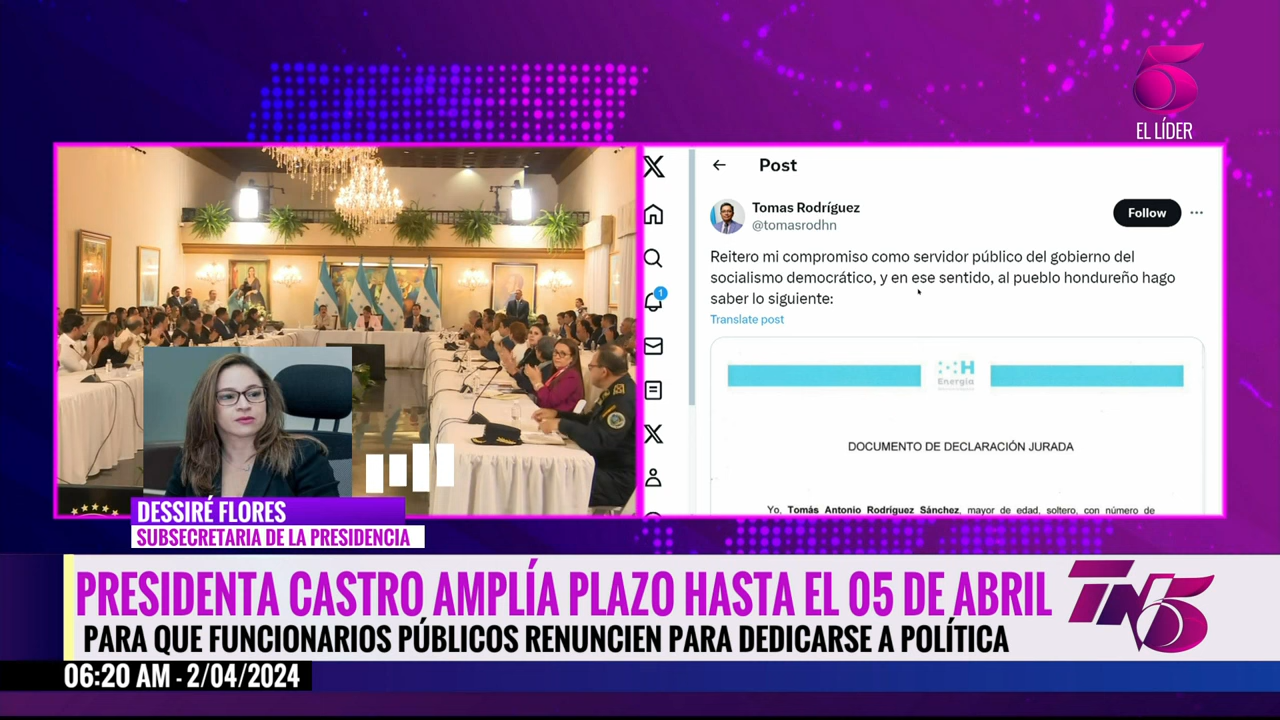 5
EL LÍDER
Post
Tomas Rodríguez
@tomasrodhn
Follow
Reitero mi compromiso como servidor público del gobierno del
socialismo democrático, y en ese sentido, al pueblo hondureño hago
saber lo siguiente:
Translate post
1
H
Energía
DOCUMENTO DE DECLARACIÓN JURADA
Yo, Tomás Antonio Rodríguez Sánchez, mayor de edad, soltero, con número de
DESSIRÉ FLORES
SUBSECRETARIA DE LA PRESIDENCIA
PRESIDENTA CASTRO AMPLÍA PLAZO HASTA EL 05 DE ABRIL
PARA QUE FUNCIONARIOS PÚBLICOS RENUNCIEN PARA DEDICARSE A POLÍTICA
TN5
06:20 AM - 2/04/2024